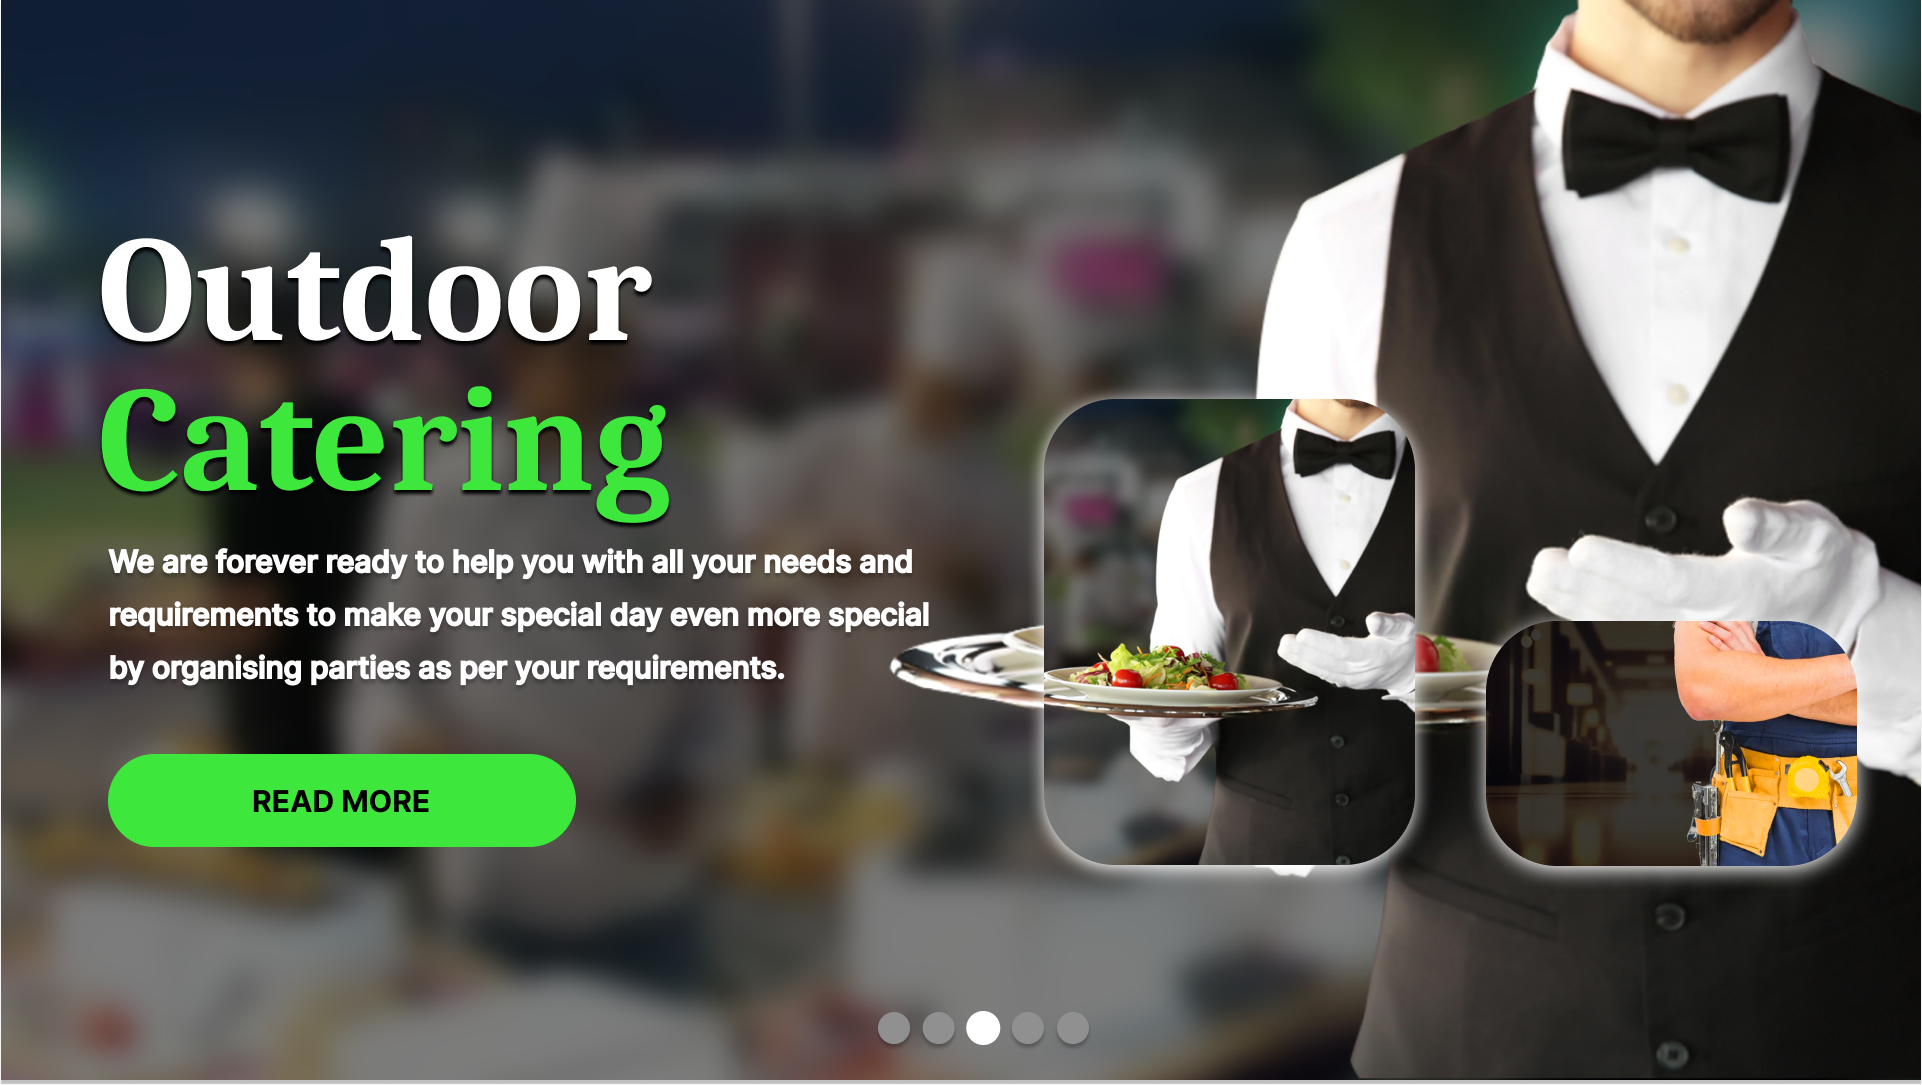 Outdoor
Catering
We are forever ready to help you with all your needs and
requirements to make your special day even more special
by organising parties as per your requirements.
READ MORE